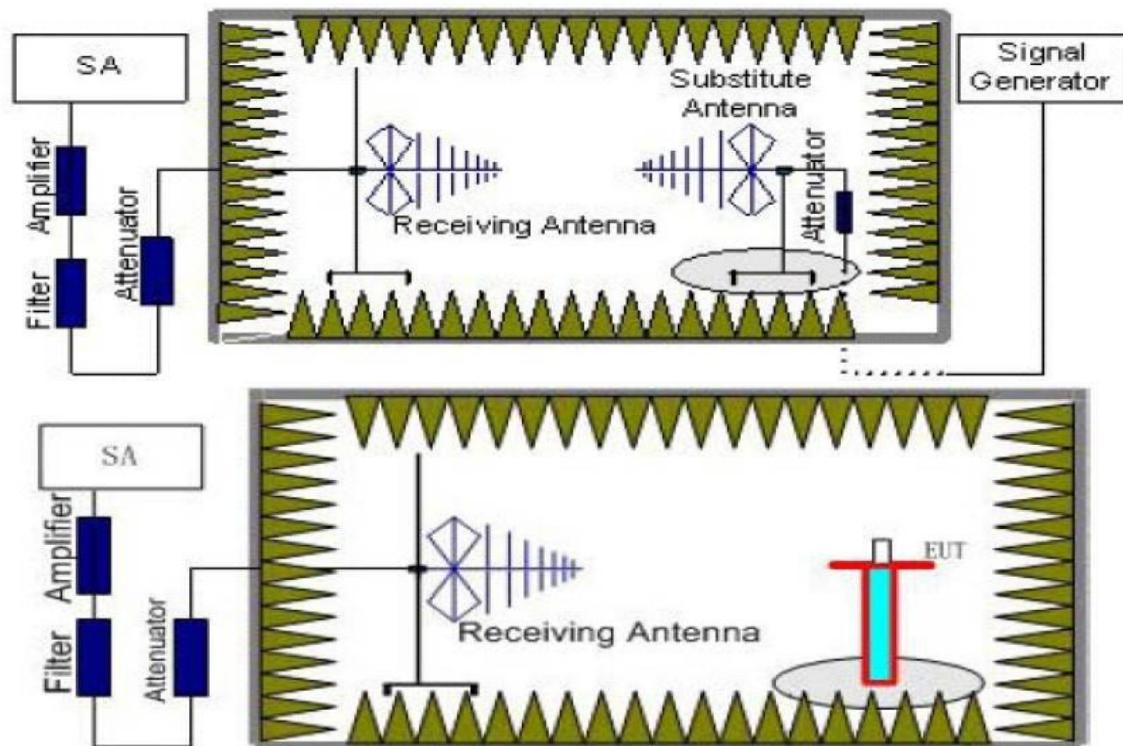 SA
Signal
Generator
Substitute
Antenna
Amplifier
Attenuator
Attenuator
Receiving Antenna
Filter
SA
Amplifier
EUT
Receiving Antenna
Filter
Attenuator